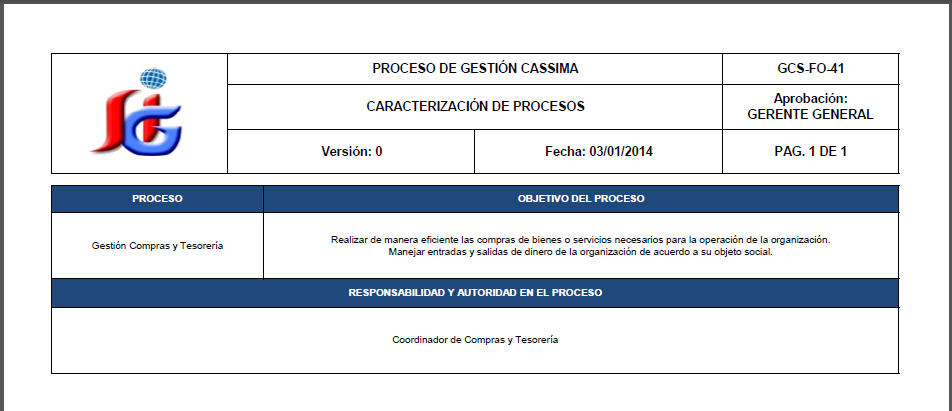 SIG
PROCESO DE GESTIÓN CASSIMA
GCS-FO-41
CARACTERIZACIÓN DE PROCESOS
Aprobación:
GERENTE GENERAL
Versión: 0
Fecha: 03/01/2014
PAG. 1 DE 1
PROCESO
OBJETIVO DEL PROCESO
Gestión Compras y Tesorería
Realizar de manera eficiente las compras de bienes o servicios necesarios para la operación de la organización.
Manejar entradas y salidas de dinero de la organización de acuerdo a su objeto social.
RESPONSABILIDAD Y AUTORIDAD EN EL PROCESO
Coordinador de Compras y Tesorería